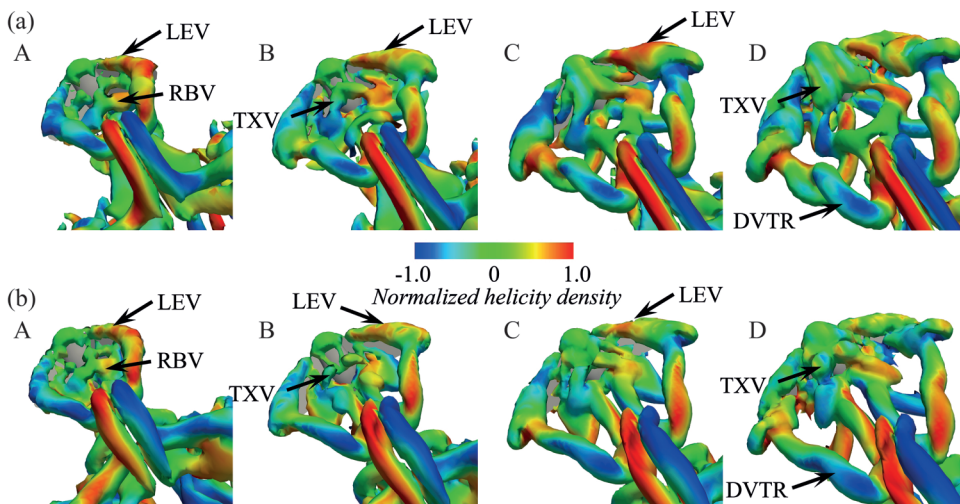 (a)
A
LEV
RBV
B
LEV
TXV
C
LEV
D
TXV
DVTR
-1.0
0
1.0
Normalized helicity density
(b)
A
LEV
RBV
B
LEV
TXV
C
LEV
D
TXV
DVTR